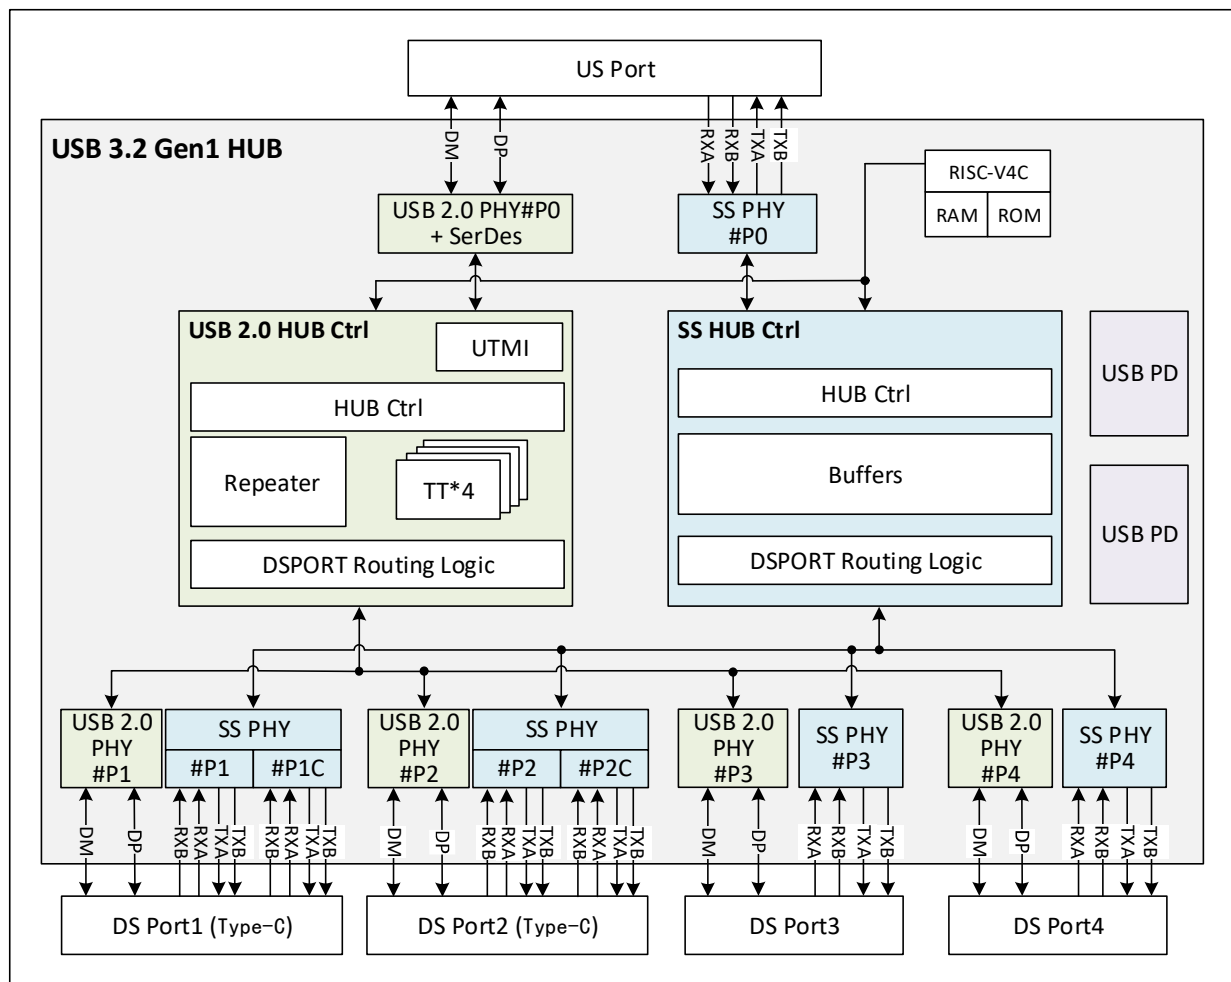 US Port
USB 3.2 Gen1 HUB
DM
DP
RXA
RXB
TXA
TXB
RISC-V4C
RAM
ROM
USB 2.0 PHY#P0
+ SerDes
SS PHY
#P0
USB 2.0 HUB Ctrl
UTMI
HUB Ctrl
Repeater
TT*4
DSPORT Routing Logic
SS HUB Ctrl
HUB Ctrl
Buffers
DSPORT Routing Logic
USB PD
USB PD
USB 2.0
PHY
#P1
SS PHY
#P1
#P1C
USB 2.0
PHY
#P2
SS PHY
#P2
#P2C
USB 2.0
PHY
#P3
SS PHY
#P3
USB 2.0
PHY
#P4
SS PHY
#P4
DM
DP
RXB
RXA
TXA
TXB
RXB
RXA
TXA
TXB
DM
DP
RXB
RXA
TXA
TXB
RXB
RXA
TXA
TXB
DM
DP
RXA
RXB
TXA
TXB
DM
DP
RXA
RXB
TXA
TXB
DS Port1 (Type-C)
DS Port2 (Type-C)
DS Port3
DS Port4